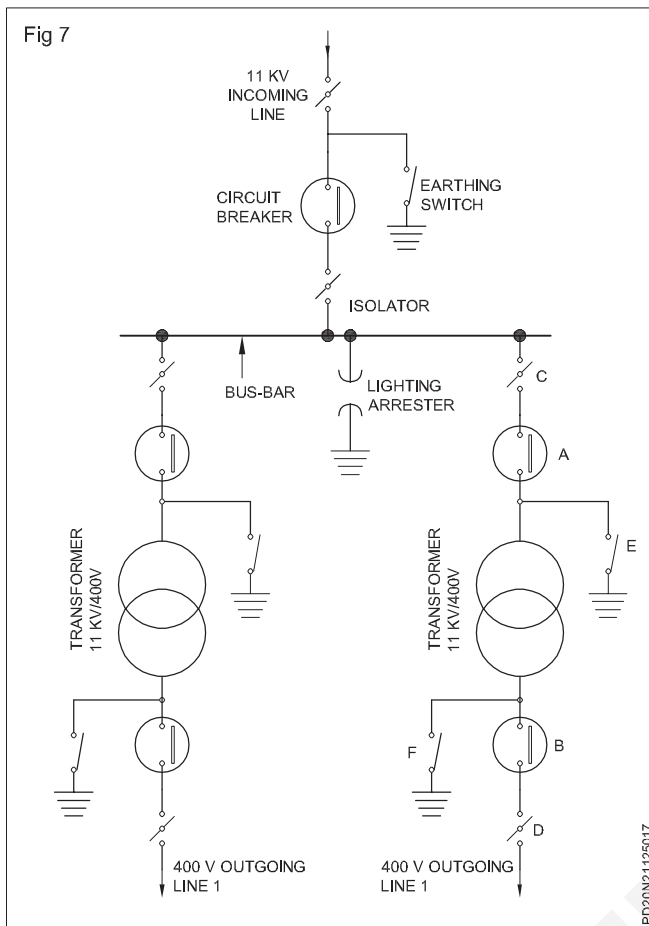 Fig 7
11 KV
INCOMING
LINE
CIRCUIT
BREAKER
EARTHING
SWITCH
ISOLATOR
BUS-BAR
LIGHTING
ARRESTER
C
A
E
TRANSFORMER
11 KV/400V
TRANSFORMER
11 KV/400V
F
B
D
400 V OUTGOING
LINE 1
400 V OUTGOING
LINE 1
PD20N21125017